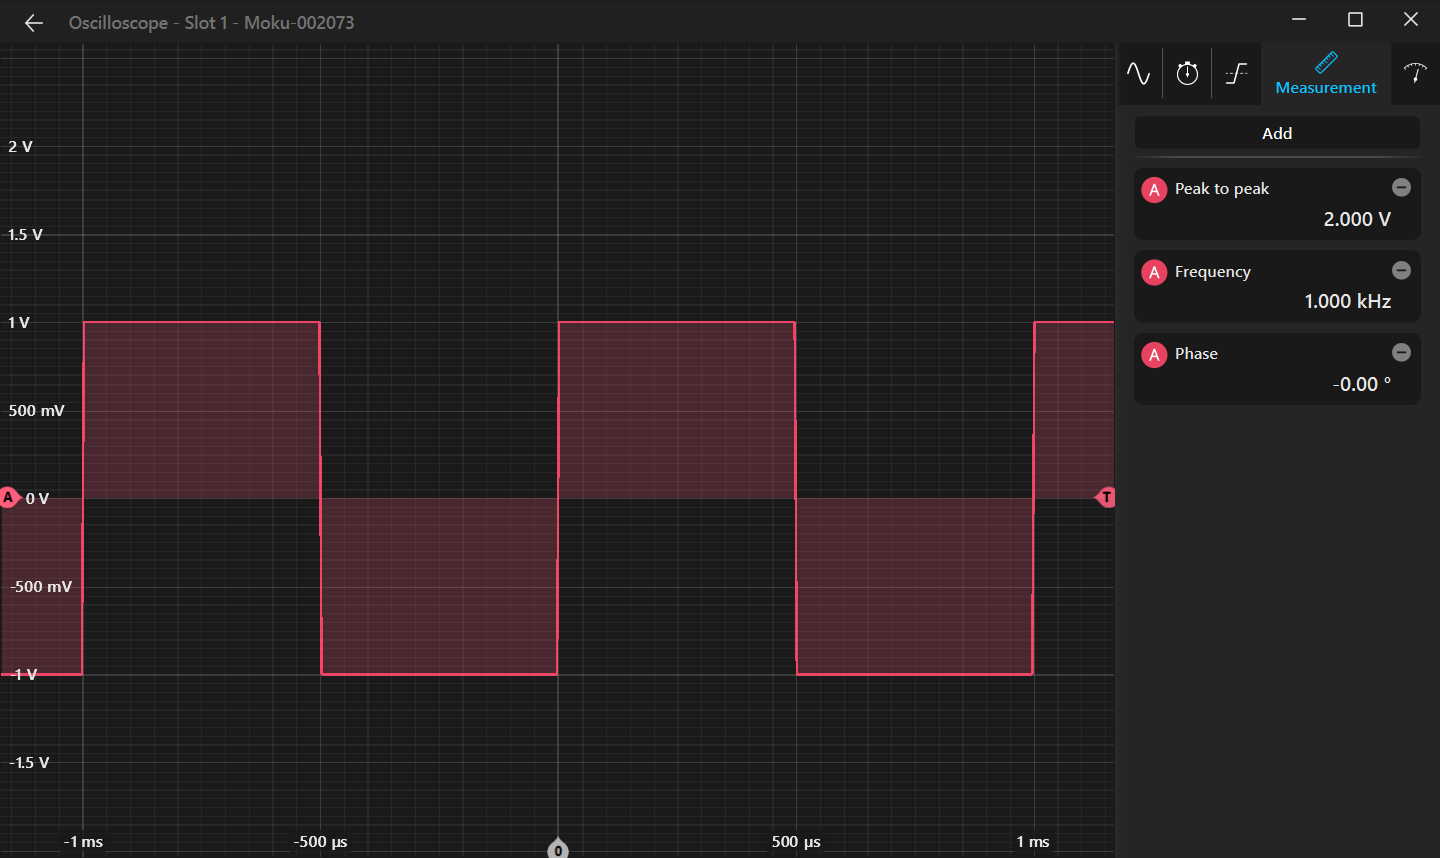 Oscilloscope - Slot 1 - Moku-002073
Measurement
Add
A Peak to peak
2.000 V
A Frequency
1.000 kHz
A Phase
-0.00 °
2 V
1.5 V
1 V
500 mV
A 0 V T
-500 mV
-1 V
-1.5 V
-1 ms -500 µs 0 500 µs 1 ms